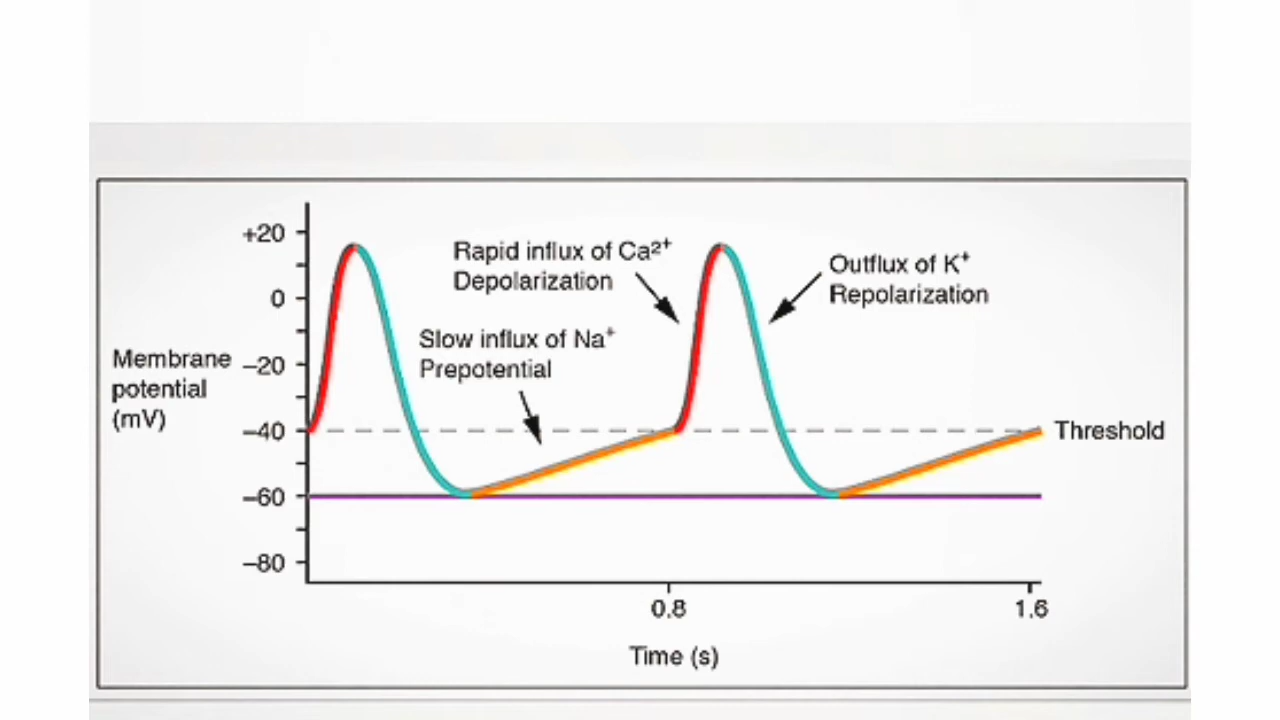 +20
Rapid influx of Ca²⁺
Depolarization
Outflux of K⁺
Repolarization
0
Slow influx of Na⁺
Prepotential
Membrane
potential
(mV)
–20
–40
Threshold
–60
–80
0.8
1.6
Time (s)